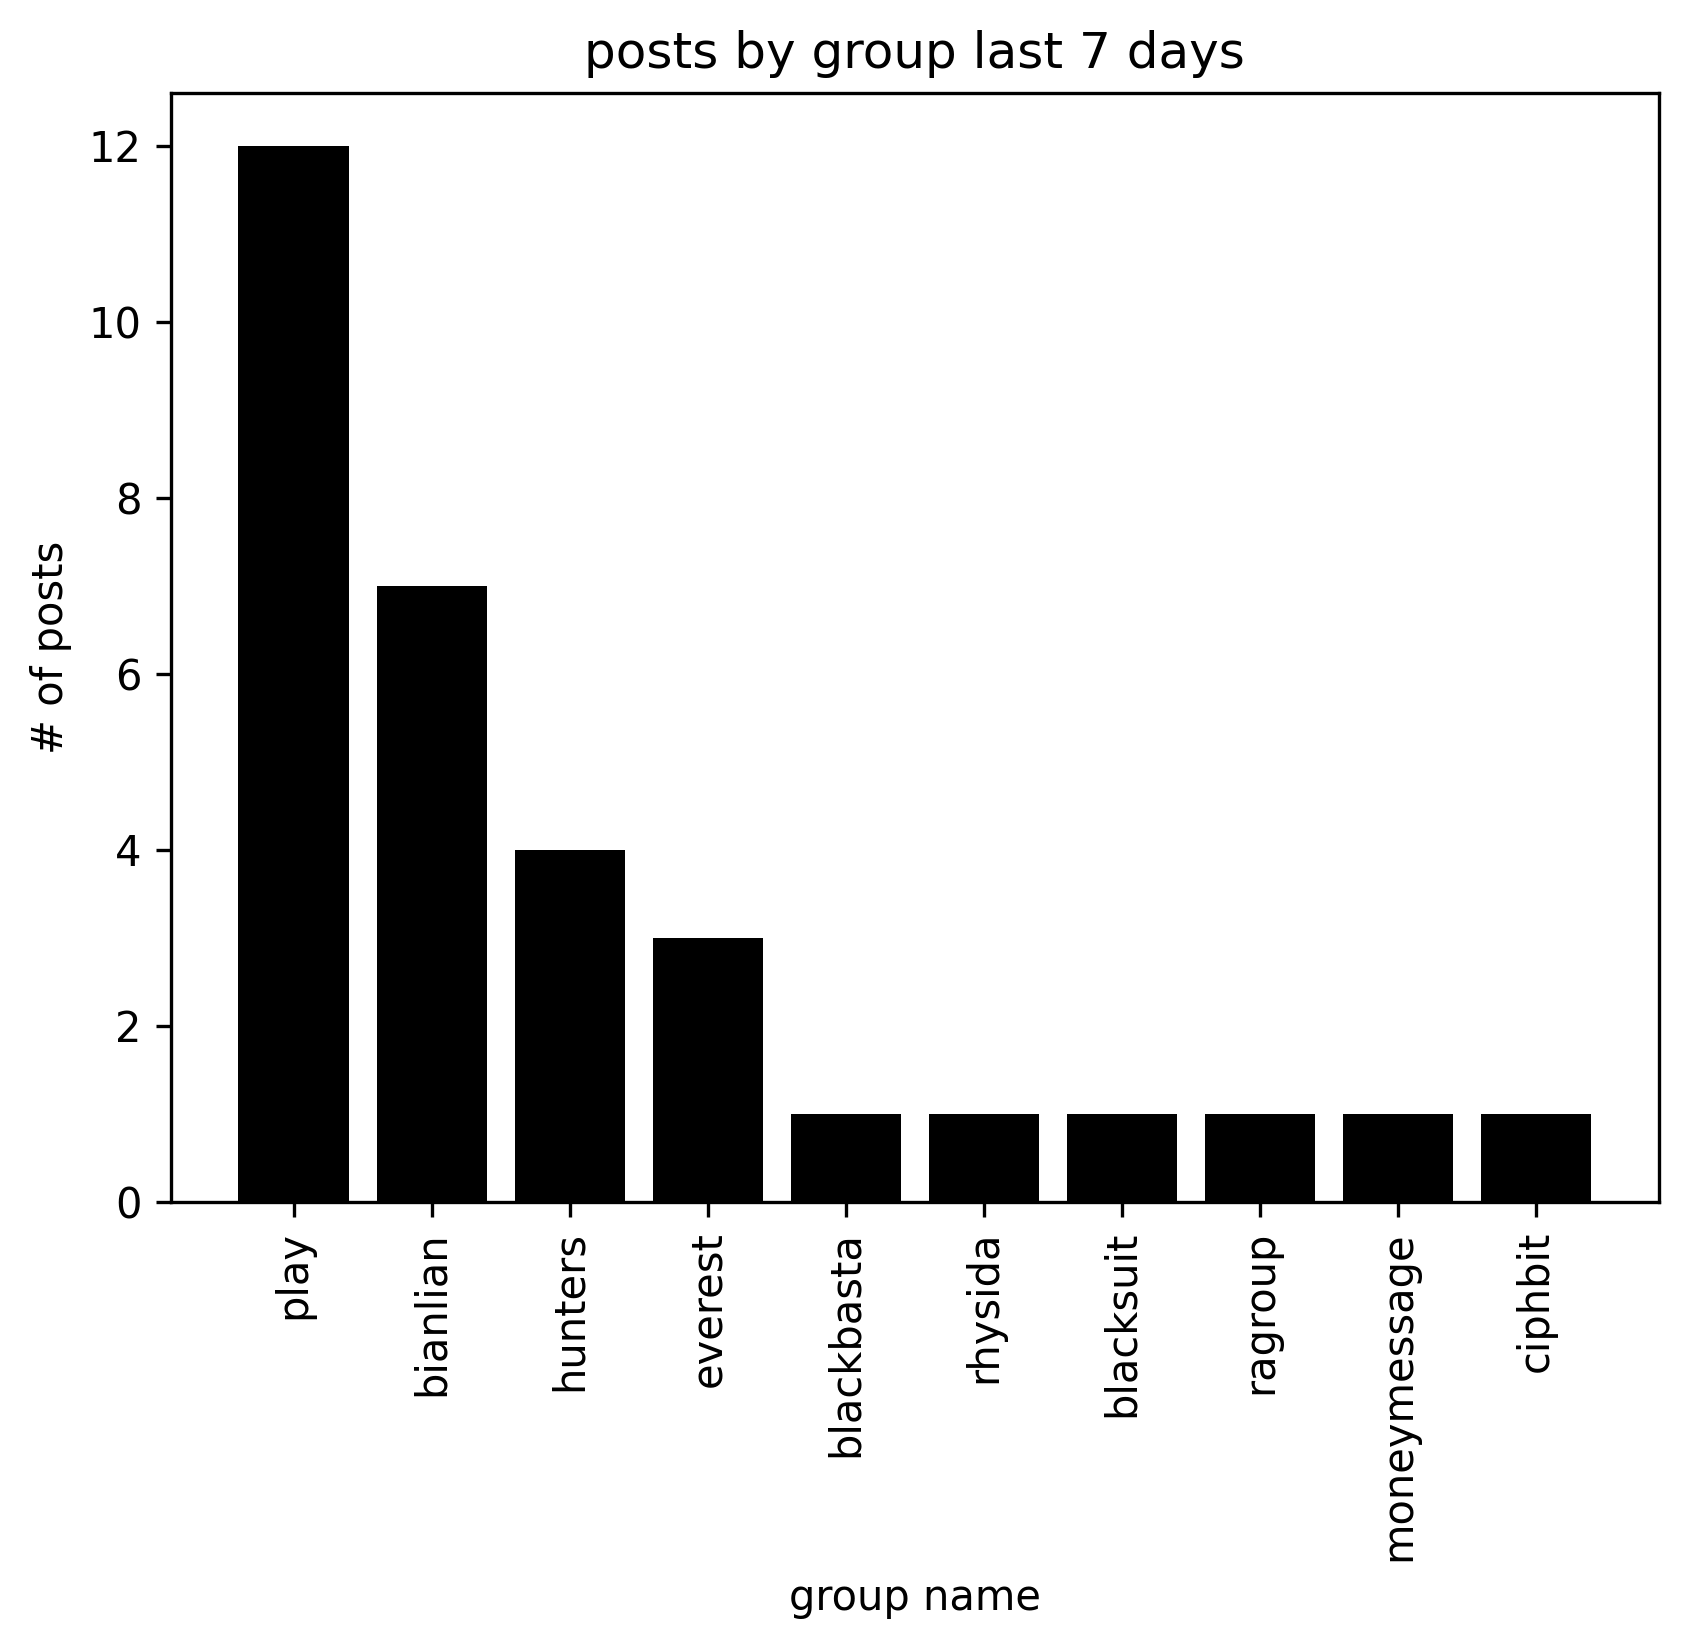 posts by group last 7 days
12
10
8
6
4
2
0
# of posts
play
bianlian
hunters
everest
blackbasta
rhysida
blacksuit
ragroup
moneymessage
ciphbit
group name